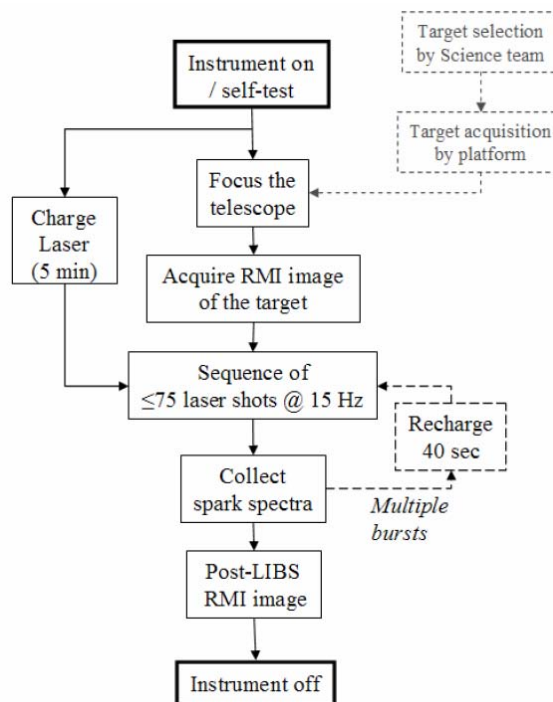 Target selection
by Science team
Instrument on
/ self-test
Target acquisition
by platform
Focus the
telescope
Charge
Laser
(5 min)
Acquire RMI image
of the target
Sequence of
≤75 laser shots @ 15 Hz
Recharge
40 sec
Collect
spark spectra
Multiple
bursts
Post-LIBS
RMI image
Instrument off